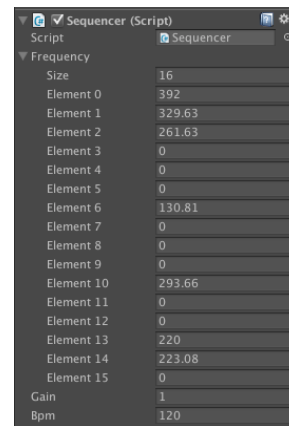 Sequencer (Script)
Script Sequencer
Frequency
Size 16
Element 0 392
Element 1 329.63
Element 2 261.63
Element 3 0
Element 4 0
Element 5 0
Element 6 130.81
Element 7 0
Element 8 0
Element 9 0
Element 10 293.66
Element 11 0
Element 12 0
Element 13 220
Element 14 223.08
Element 15 0
Gain 1
Bpm 120